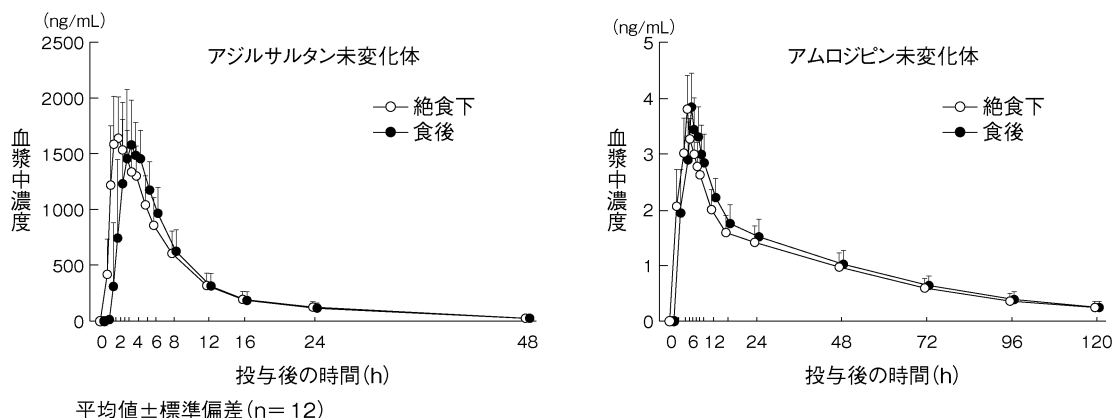 (ng/mL)
2500
2000
1500
1000
500
0
血漿中濃度
アジルサルタン未変化体
絶食下
食後
0 2 4 6 8 12 16 24 48
投与後の時間(h)
(ng/mL)
5
4
3
2
1
0
血漿中濃度
アムロジピン未変化体
絶食下
食後
0 6 12 24 48 72 96 120
投与後の時間(h)
平均値±標準偏差(n=12)